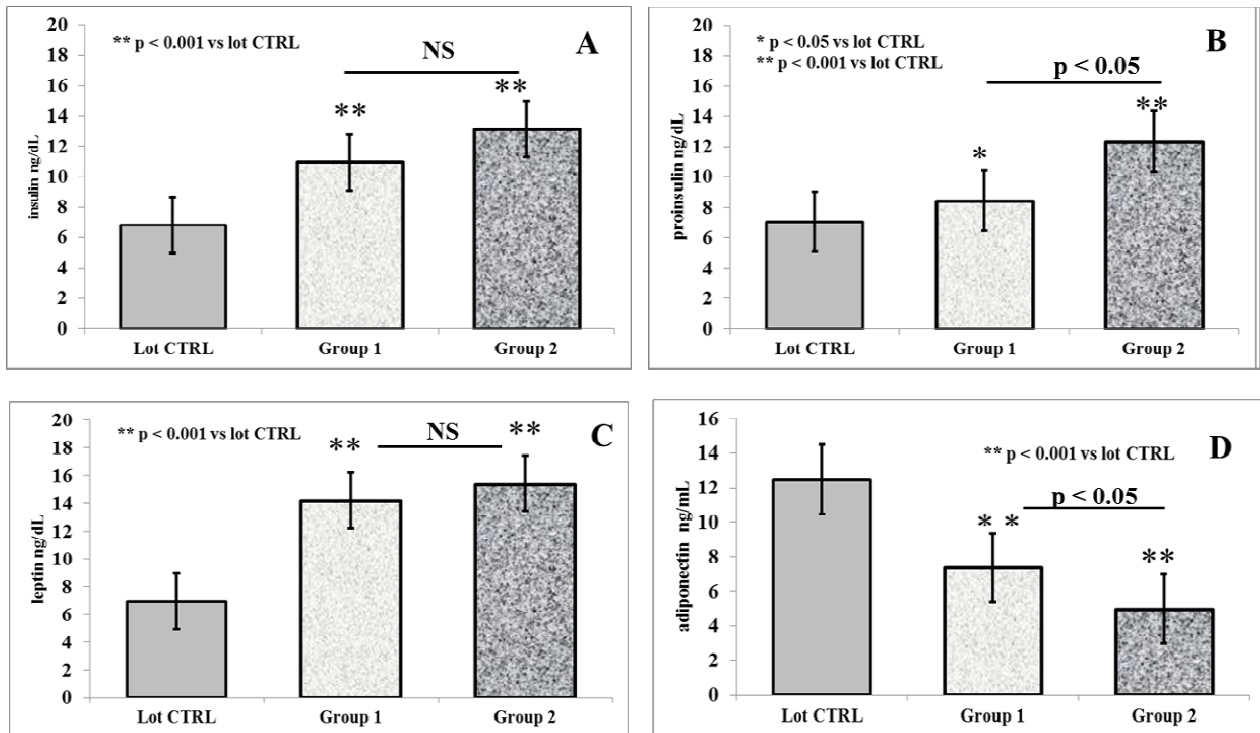 A
** p < 0.001 vs lot CTRL
NS
**
**
insulin ng/dL
20
18
16
14
12
10
8
6
4
2
0
Lot CTRL Group 1 Group 2
B
* p < 0.05 vs lot CTRL
** p < 0.001 vs lot CTRL
p < 0.05
**
*
proinsulin ng/dL
20
18
16
14
12
10
8
6
4
2
0
Lot CTRL Group 1 Group 2
C
** p < 0.001 vs lot CTRL
NS
** **
leptin ng/dL
20
18
16
14
12
10
8
6
4
2
0
Lot CTRL Group 1 Group 2
D
** p < 0.001 vs lot CTRL
p < 0.05
* *
**
adiponectin ng/mL
16
14
12
10
8
6
4
2
0
Lot CTRL Group 1 Group 2